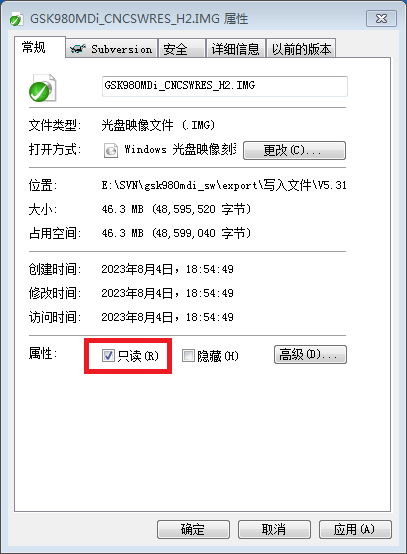 GSK980MDi_CNCSWRES_H2.IMG 属性
常规 Subversion 安全 详细信息 以前的版本
GSK980MDi_CNCSWRES_H2.IMG
文件类型: 光盘映像文件 (.IMG)
打开方式: Windows 光盘映像刻录 更改(C)...
位置: E:\SVN\gsk980mdi_sw\export\写入文件\V5.31
大小: 46.3 MB (48,595,520 字节)
占用空间: 46.3 MB (48,599,040 字节)
创建时间: 2023年8月4日，18:54:49
修改时间: 2023年8月4日，18:54:49
访问时间: 2023年8月4日，18:54:49
属性: 只读(R) 隐藏(H) 高级(D)...
确定 取消 应用(A)